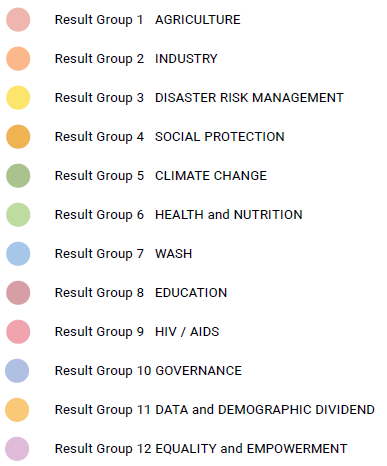 Result Group 1 AGRICULTURE
Result Group 2 INDUSTRY
Result Group 3 DISASTER RISK MANAGEMENT
Result Group 4 SOCIAL PROTECTION
Result Group 5 CLIMATE CHANGE
Result Group 6 HEALTH and NUTRITION
Result Group 7 WASH
Result Group 8 EDUCATION
Result Group 9 HIV / AIDS
Result Group 10 GOVERNANCE
Result Group 11 DATA and DEMOGRAPHIC DIVIDEND
Result Group 12 EQUALITY and EMPOWERMENT